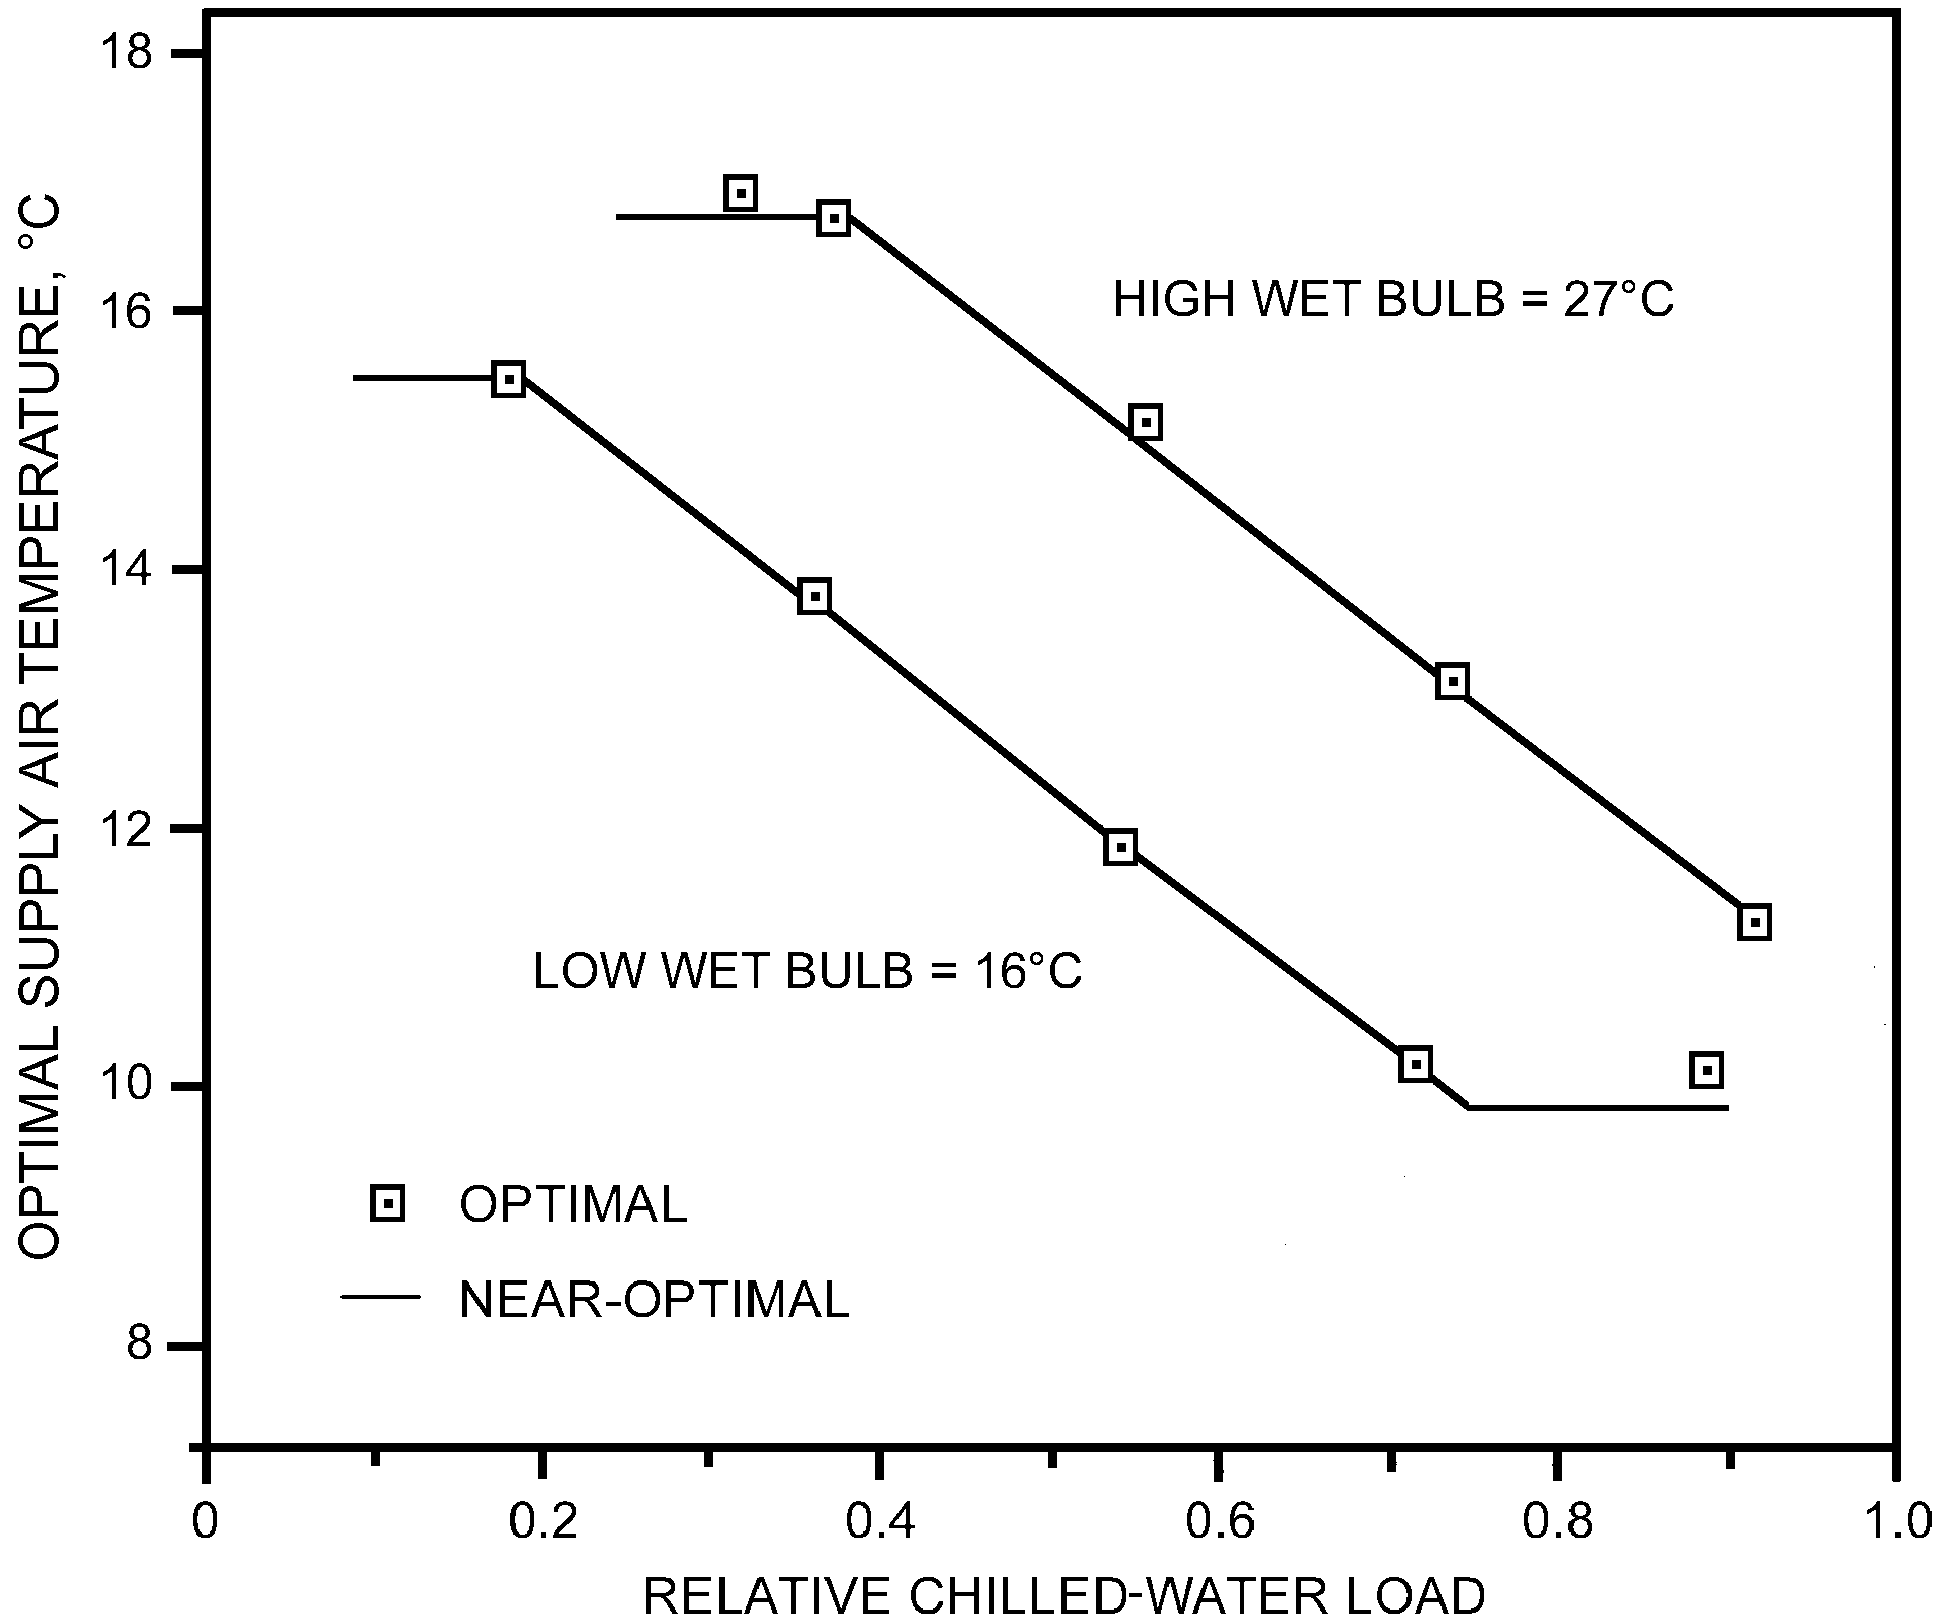 OPTIMAL SUPPLY AIR TEMPERATURE, °C
18
16
14
12
10
8
HIGH WET BULB = 27°C
LOW WET BULB = 16°C
OPTIMAL
NEAR-OPTIMAL
0 0.2 0.4 0.6 0.8 1.0
RELATIVE CHILLED-WATER LOAD